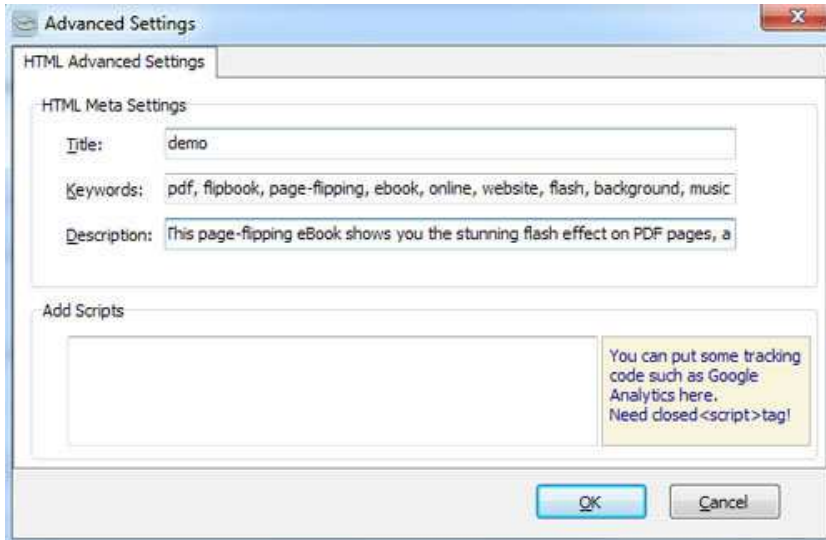 Advanced Settings
HTML Advanced Settings
HTML Meta Settings
Title: demo
Keywords: pdf, flipbook, page-flipping, ebook, online, website, flash, background, music
Description: This page-flipping eBook shows you the stunning flash effect on PDF pages, a
Add Scripts
You can put some tracking
code such as Google
Analytics here.
Need closed<script>tag!
OK Cancel